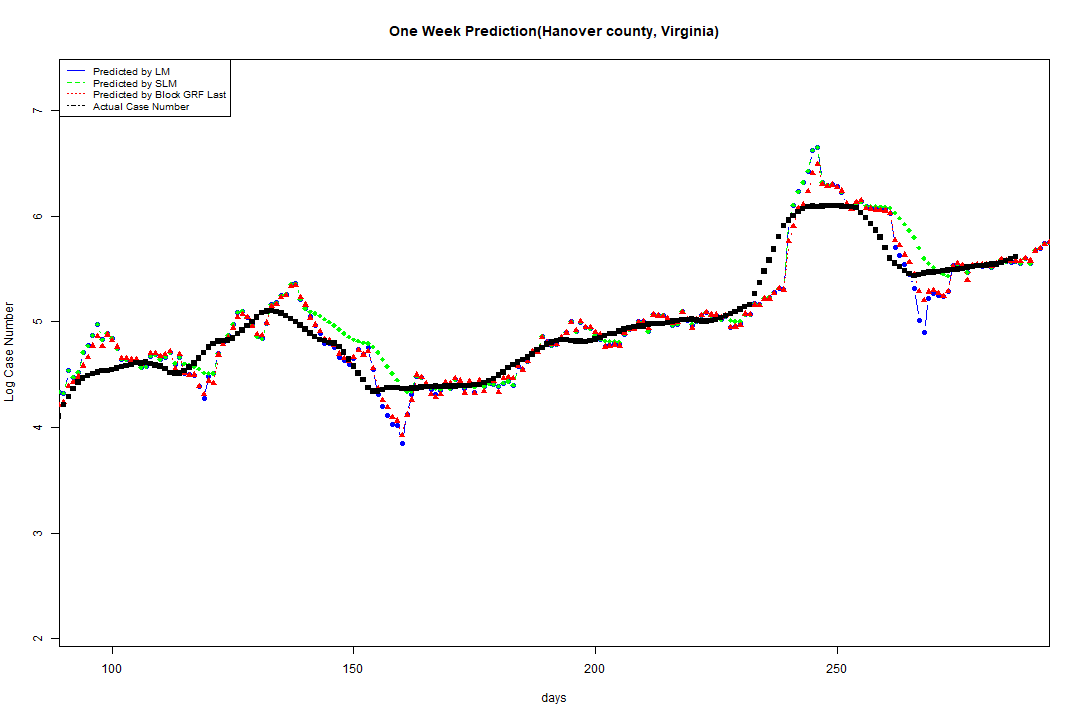 One Week Prediction(Hanover county, Virginia)
Predicted by LM
Predicted by SLM
Predicted by Block GRF Last
Actual Case Number
7
6
5
4
3
2
Log Case Number
100 150 200 250
days